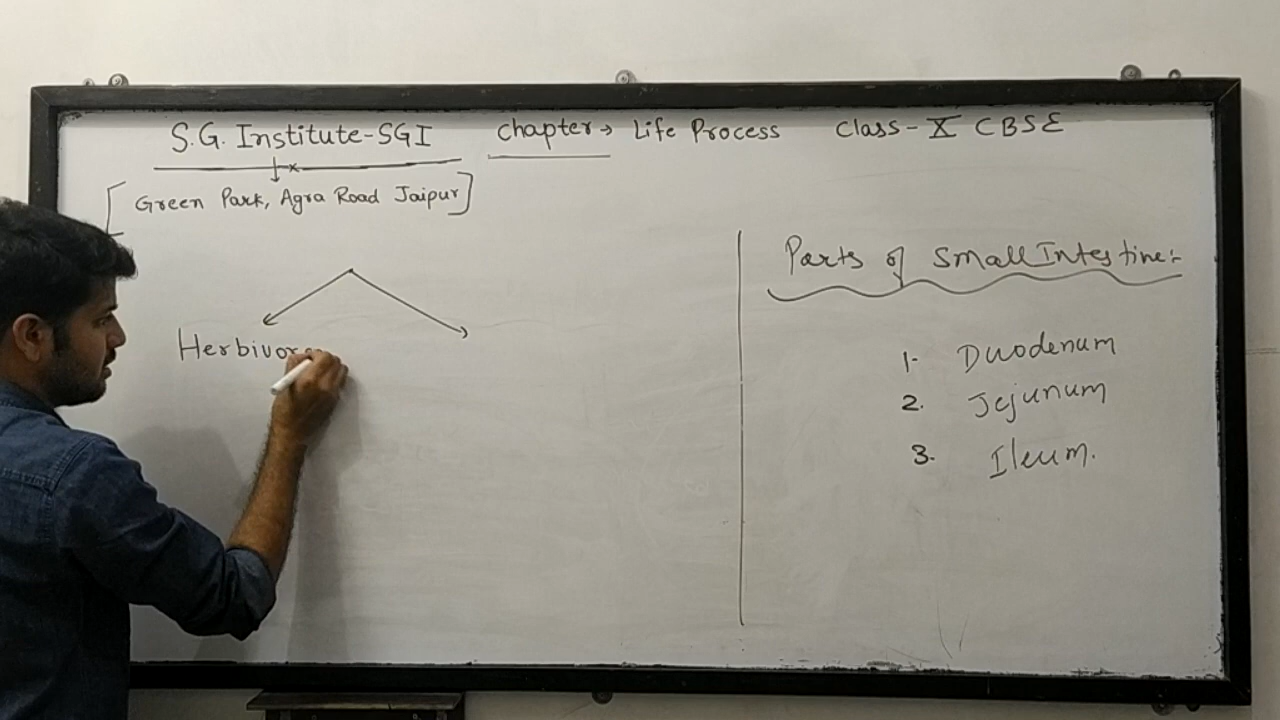 S.G. Institute-SGI Chapter→ Life Process Class-X CBSE
[Green Park, Agra Road Jaipur]
Parts of Small Intestine:-
Herbivore
1. Duodenum
2. Jejunum
3. Ileum.